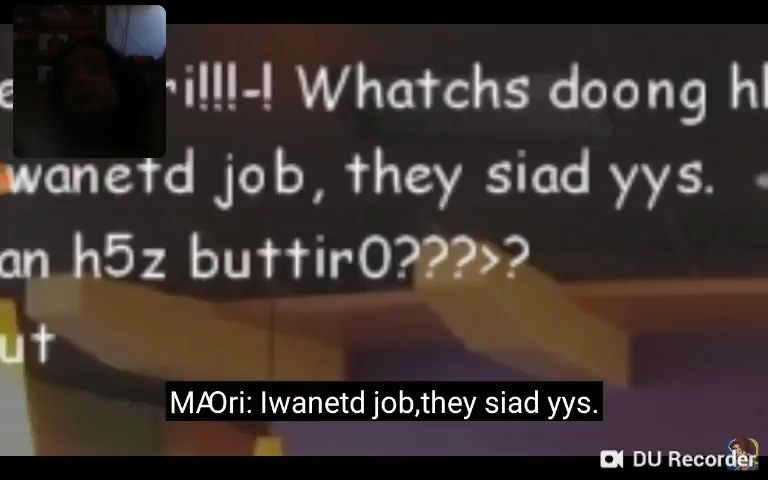 ri!!!-! Whatchs doong
wanetd job, they siad yys.
an h5z buttir0???>?
ut
MAOri: Iwanetd job,they siad yys.
DU Recorder